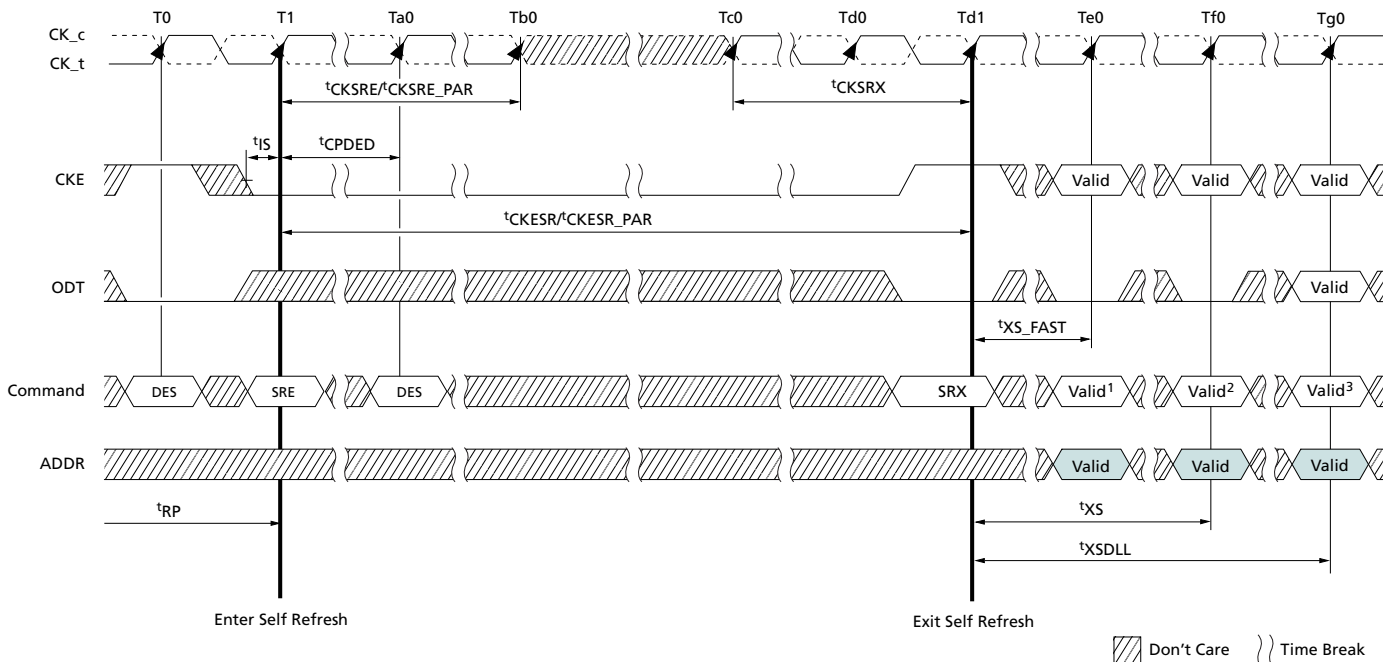 T0 T1 Ta0 Tb0 Tc0 Td0 Td1 Te0 Tf0 Tg0
CK_c
CK_t
tCKSRE/tCKSRE_PAR tCKSRX
tIS tCPDED
CKE Valid Valid Valid
tCKESR/tCKESR_PAR
ODT Valid
tXS_FAST
Command DES SRE DES SRX Valid1 Valid2 Valid3
ADDR Valid Valid Valid
tRP tXS
tXSDLL
Enter Self Refresh Exit Self Refresh
Don't Care Time Break